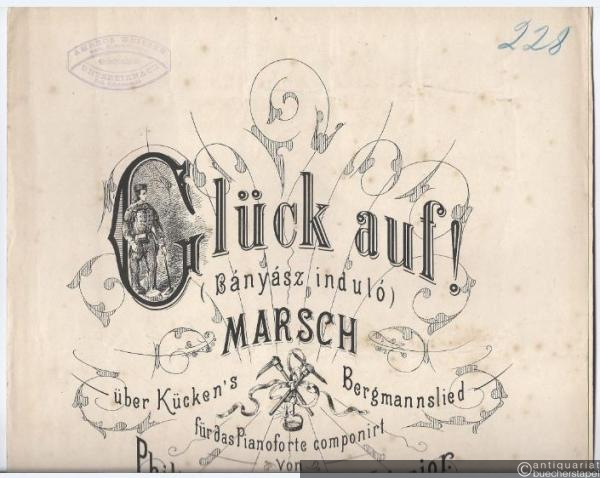 228
Glück auf!
(Bányász induló)
MARSCH
über Kücken's Bergmannslied
für das Pianoforte componirt
von
antiquariat
buecherstapel